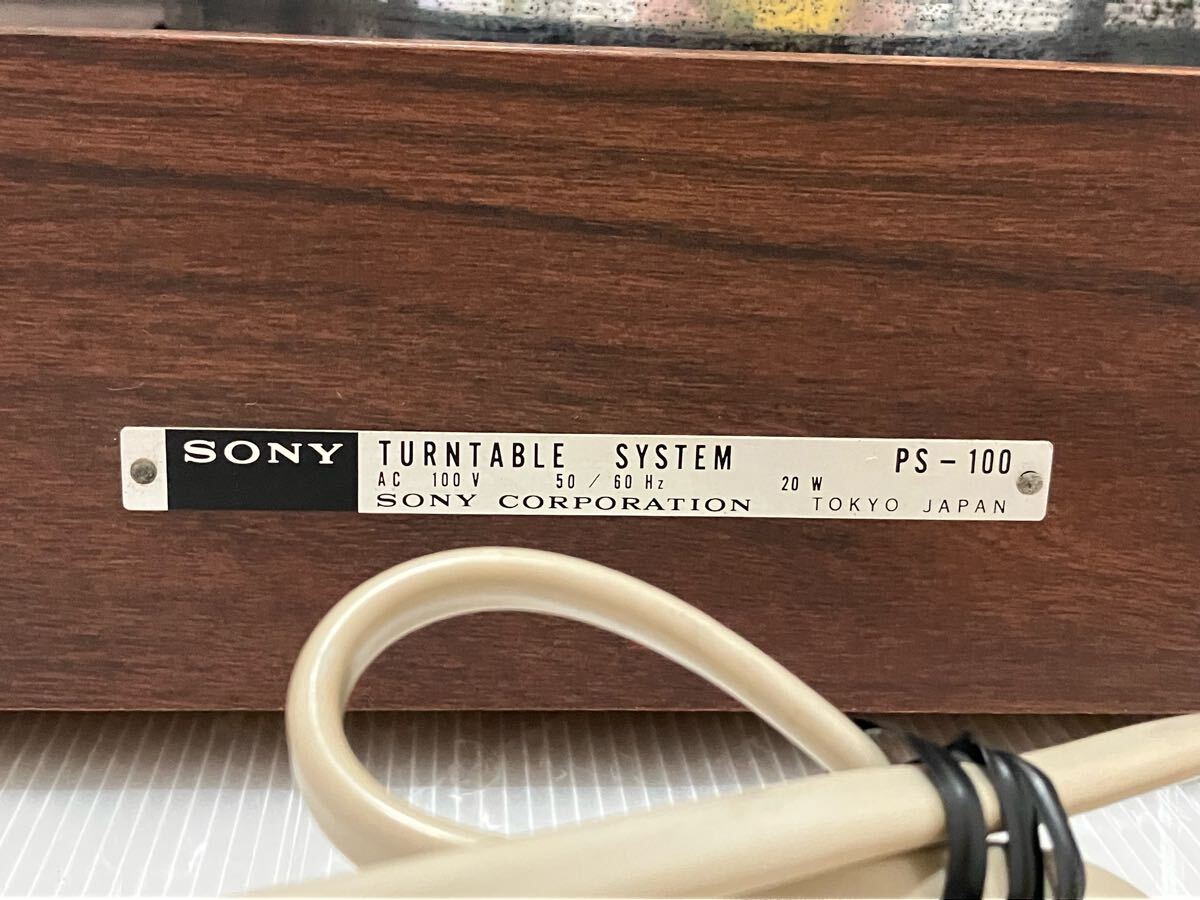 SONY TURNTABLE SYSTEM PS-100
AC 100 V 50 / 60 Hz 20 W
SONY CORPORATION TOKYO JAPAN